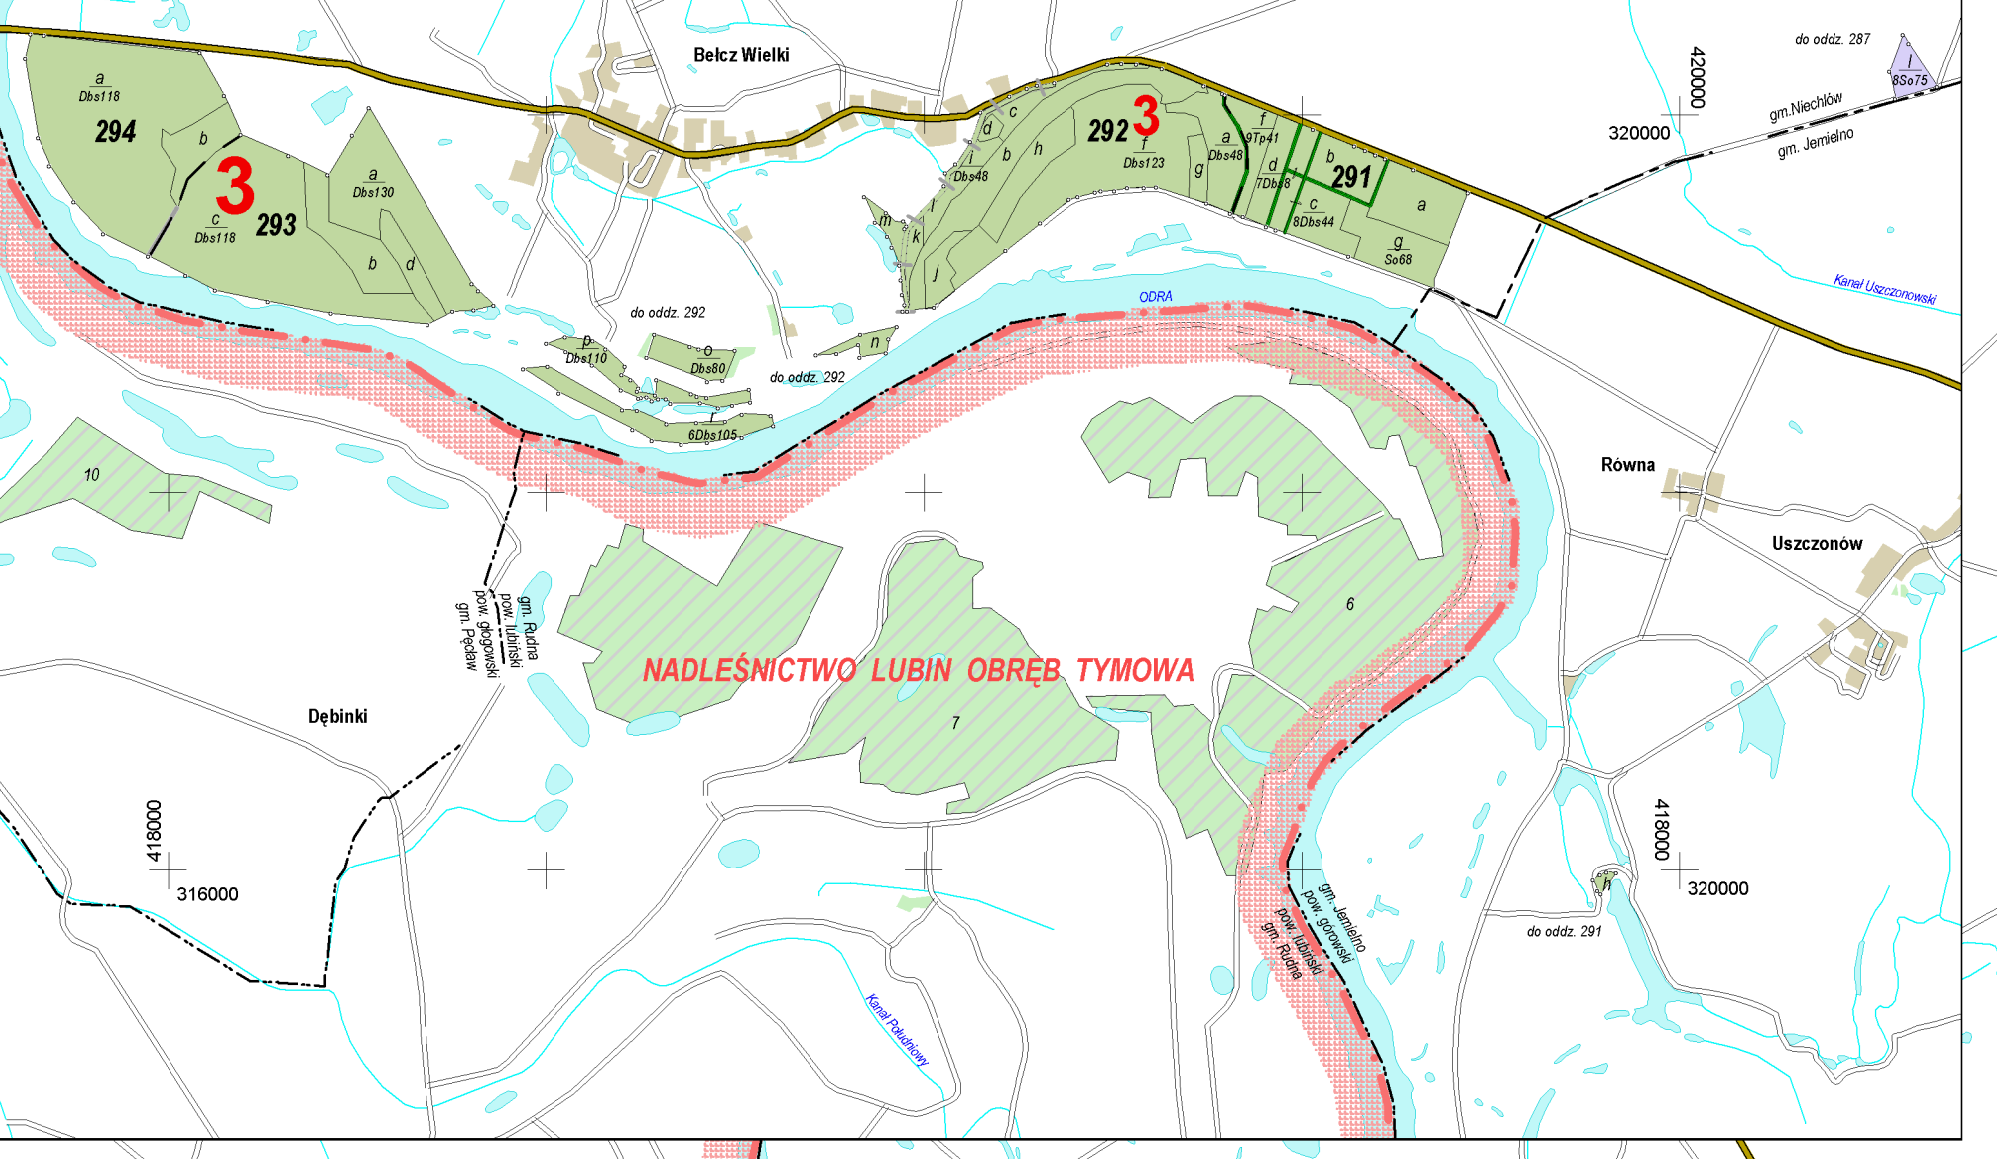 Bełcz Wielki
do oddz. 287
l
8So75
420000
320000
gm.Niechlów
gm. Jemielno
a
Dbs118
294
b
3
c
Dbs118
293
a
Dbs130
b
d
c
d
i
Dbs48
b
h
l
m
k
j
292
3
f
Dbs123
g
a
Dbs48
f
9Tp41
d
7Dbs8
b
291
c
8Dbs44
a
g
So68
Kanał Uszczonowski
ODRA
do oddz. 292
p
Dbs110
o
Dbs80
n
do oddz. 292
r
6Dbs105
10
Równa
Uszczonów
6
gm. Rudna
pow. lubiński
pow. głogowski
gm. Pęcław
NADLEŚNICTWO LUBIN OBRĘB TYMOWA
7
Dębinki
418000
316000
418000
320000
h
do oddz. 291
gm. Jemielno
pow. górowski
pow. lubiński
gm. Rudna
Kanał Południowy